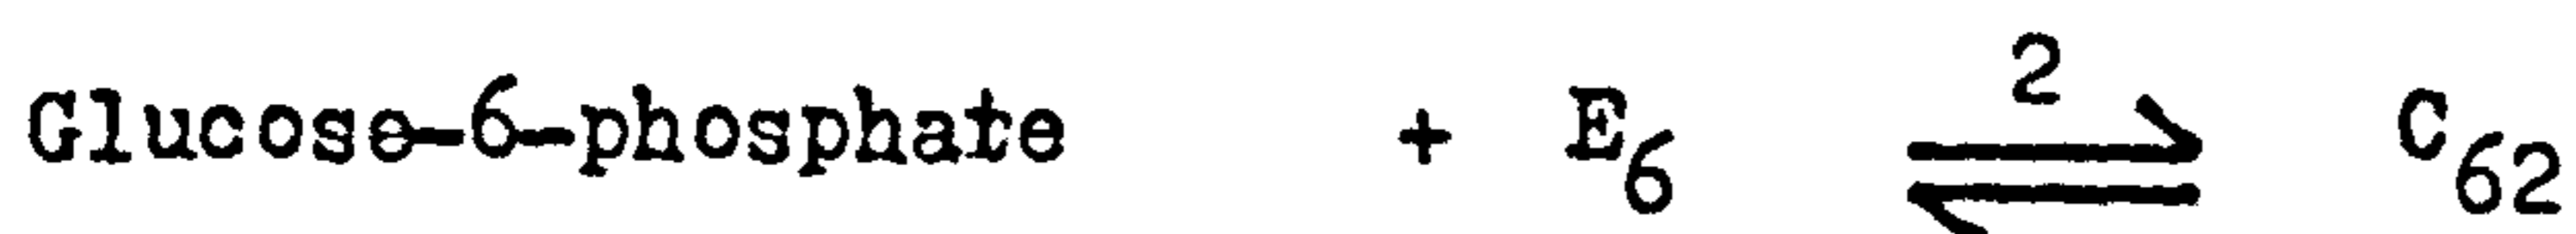 Glucose-6-phosphate + E₆ ⇌ C₆₂
2